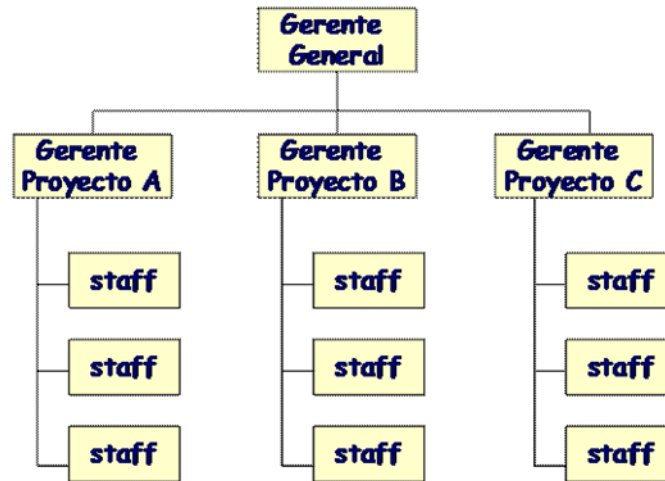 Gerente
General
Gerente
Proyecto A
Gerente
Proyecto B
Gerente
Proyecto C
staff
staff
staff
staff
staff
staff
staff
staff
staff